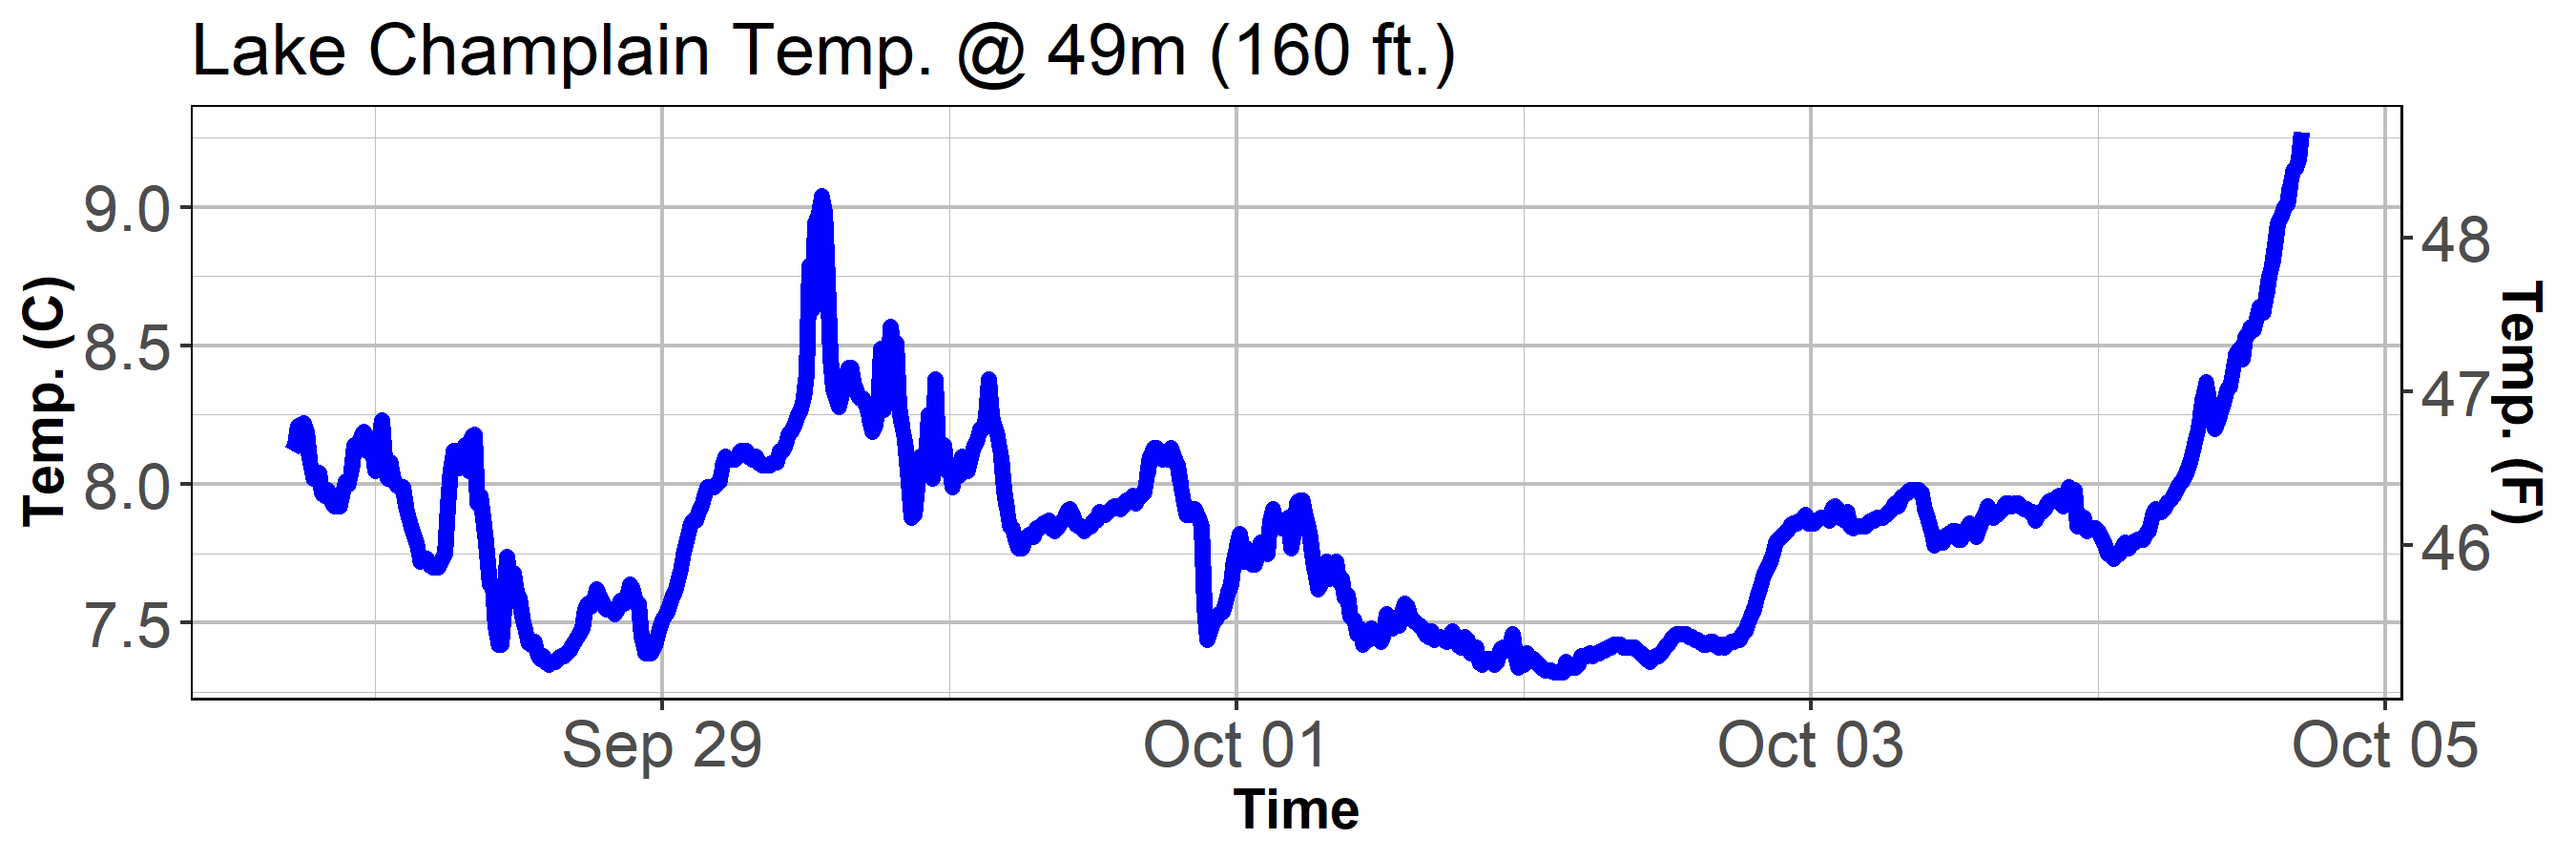 Lake Champlain Temp. @ 49m (160 ft.)
Temp. (C)
9.0
8.5
8.0
7.5
48
47
46
Temp. (F)
Sep 29 Oct 01 Oct 03 Oct 05
Time